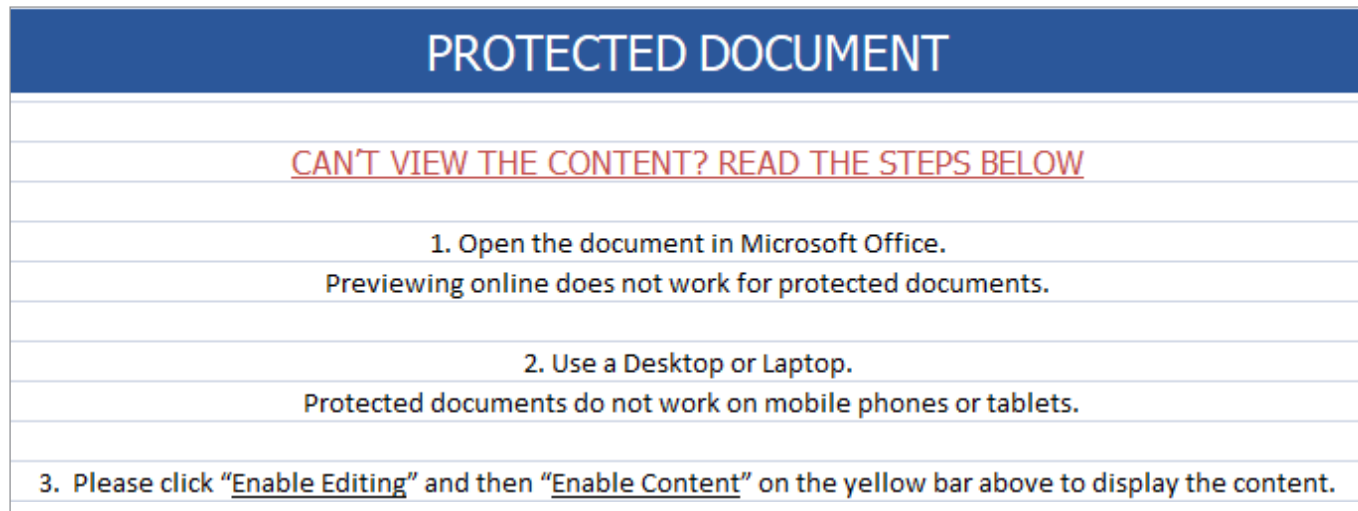 PROTECTED DOCUMENT
CAN'T VIEW THE CONTENT? READ THE STEPS BELOW
1. Open the document in Microsoft Office.
Previewing online does not work for protected documents.
2. Use a Desktop or Laptop.
Protected documents do not work on mobile phones or tablets.
3. Please click “Enable Editing” and then “Enable Content” on the yellow bar above to display the content.